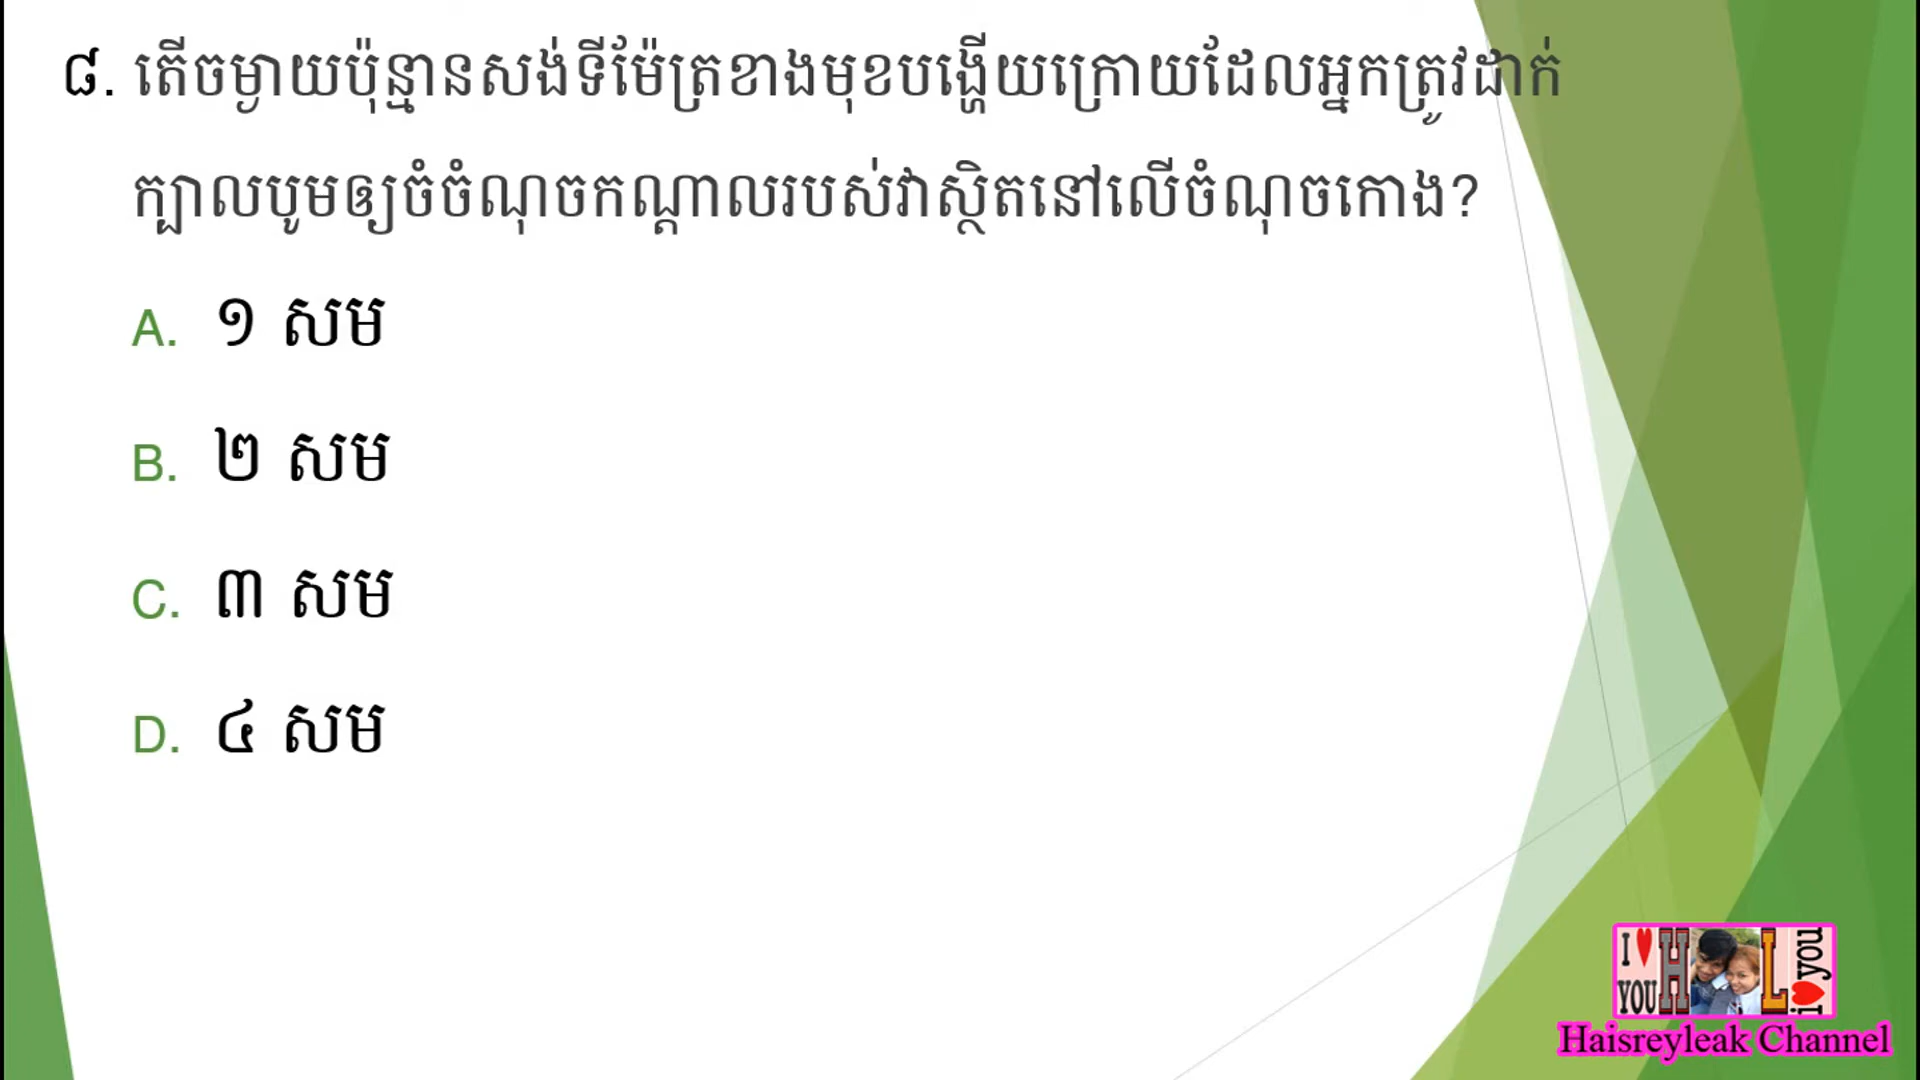 ៨. តើចម្ងាយប៉ុន្មានសង់ទីម៉ែត្រខាងមុខបង្ហើយក្រោយដែលអ្នកត្រូវដាក់
ក្បាលបូមឲ្យចំចំណុចកណ្ដាលរបស់វាស្ថិតនៅលើចំណុចកោង?
A. ១ សម
B. ២ សម
C. ៣ សម
D. ៤ សម
I ♥ YOU
H L
i ♥ you
Haisreyleak Channel